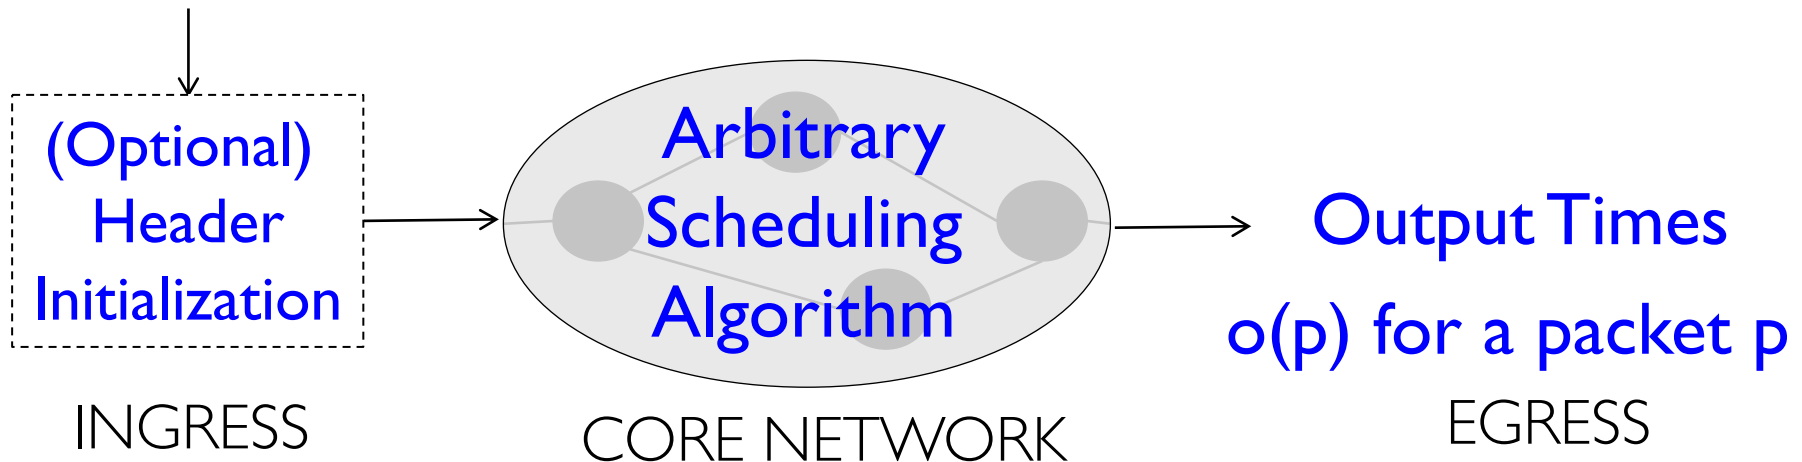 (Optional)
Header
Initialization
INGRESS
Arbitrary
Scheduling
Algorithm
CORE NETWORK
Output Times
o(p) for a packet p
EGRESS